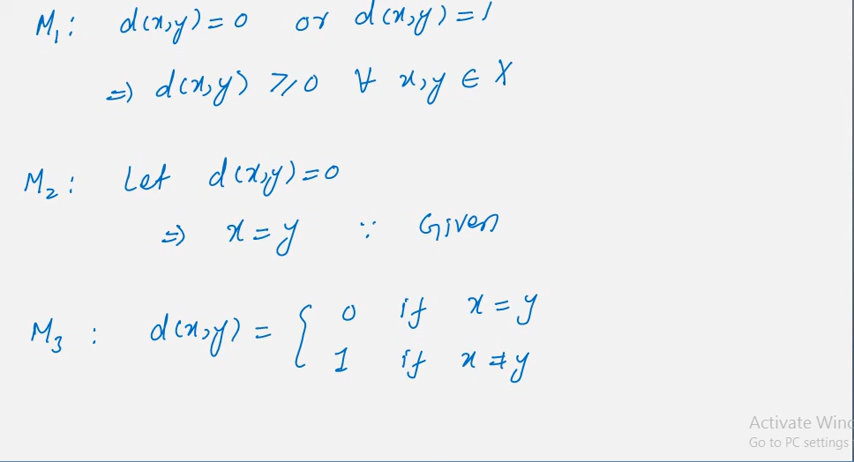 M₁: d(x,y) = 0 or d(x,y) = 1
⇒ d(x,y) ≥ 0 ∀ x,y ∈ X
M₂: Let d(x,y) = 0
⇒ x = y ∵ Given
M₃: d(x,y) = { 0 if x = y
1 if x ≠ y
Activate Win
Go to PC settings